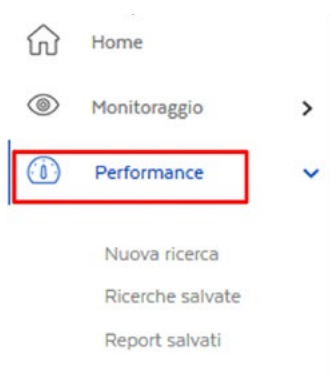 Home
Monitoraggio
Performance
Nuova ricerca
Ricerche salvate
Report salvati